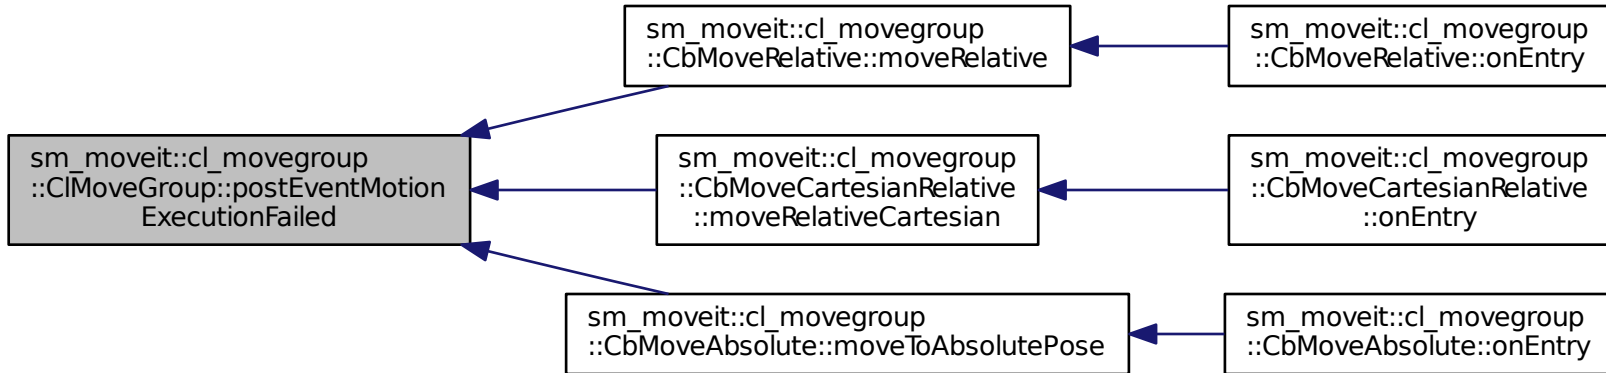 sm_moveit::cl_movegroup
::CbMoveRelative::moveRelative
sm_moveit::cl_movegroup
::CbMoveRelative::onEntry
sm_moveit::cl_movegroup
::ClMoveGroup::postEventMotion
ExecutionFailed
sm_moveit::cl_movegroup
::CbMoveCartesianRelative
::moveRelativeCartesian
sm_moveit::cl_movegroup
::CbMoveCartesianRelative
::onEntry
sm_moveit::cl_movegroup
::CbMoveAbsolute::moveToAbsolutePose
sm_moveit::cl_movegroup
::CbMoveAbsolute::onEntry